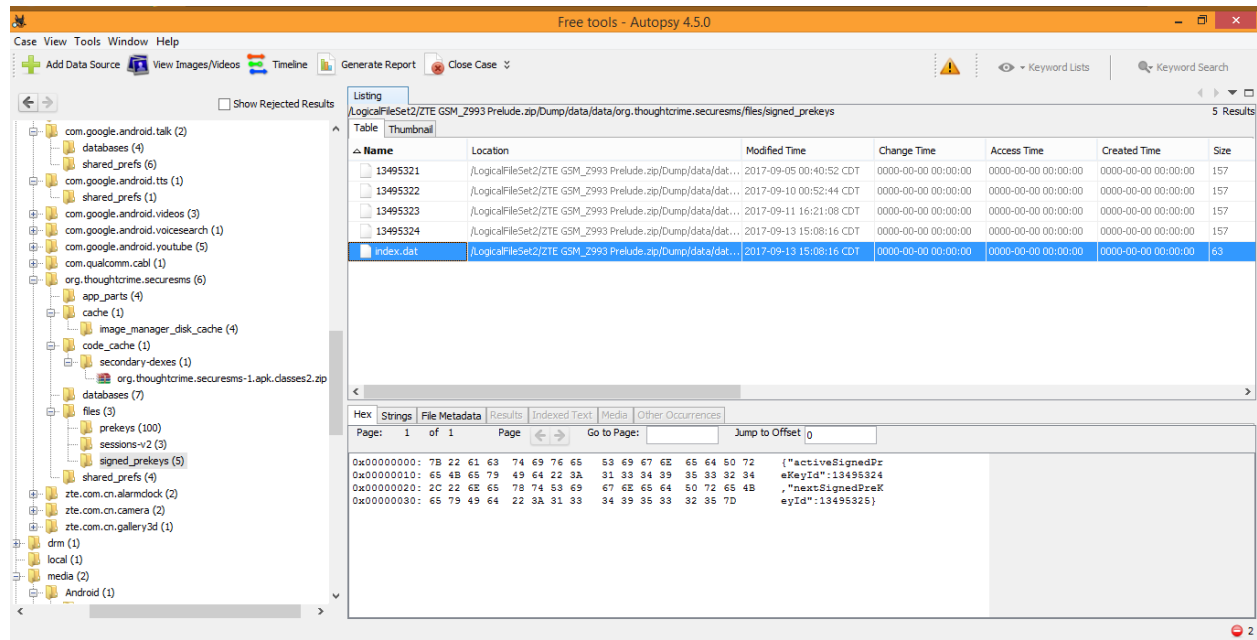 Free tools - Autopsy 4.5.0
Case View Tools Window Help
Add Data Source View Images/Videos Timeline Generate Report Close Case Keyword Lists Keyword Search
Show Rejected Results
com.google.android.talk (2)
databases (4)
shared_prefs (6)
com.google.android.tts (1)
shared_prefs (1)
com.google.android.videos (3)
com.google.android.voicesearch (1)
com.google.android.youtube (5)
com.qualcomm.cabl (1)
org.thoughtcrime.securesms (6)
app_parts (4)
cache (1)
image_manager_disk_cache (4)
code_cache (1)
secondary-dexes (1)
org.thoughtcrime.securesms-1.apk.classes2.zip
databases (7)
files (3)
prekeys (100)
sessions-v2 (3)
signed_prekeys (5)
shared_prefs (4)
zte.com.cn.alarmclock (2)
zte.com.cn.camera (2)
zte.com.cn.gallery3d (1)
drm (1)
local (1)
media (2)
Android (1)
Listing
/LogicalFileSet2/ZTE GSM_Z993 Prelude.zip/Dump/data/data/org.thoughtcrime.securesms/files/signed_prekeys 5 Results
Table Thumbnail
Name Location Modified Time Change Time Access Time Created Time Size
13495321 /LogicalFileSet2/ZTE GSM_Z993 Prelude.zip/Dump/data/dat... 2017-09-05 00:40:52 CDT 0000-00-00 00:00:00 0000-00-00 00:00:00 0000-00-00 00:00:00 157
13495322 /LogicalFileSet2/ZTE GSM_Z993 Prelude.zip/Dump/data/dat... 2017-09-10 00:52:44 CDT 0000-00-00 00:00:00 0000-00-00 00:00:00 0000-00-00 00:00:00 157
13495323 /LogicalFileSet2/ZTE GSM_Z993 Prelude.zip/Dump/data/dat... 2017-09-11 16:21:08 CDT 0000-00-00 00:00:00 0000-00-00 00:00:00 0000-00-00 00:00:00 157
13495324 /LogicalFileSet2/ZTE GSM_Z993 Prelude.zip/Dump/data/dat... 2017-09-13 15:08:16 CDT 0000-00-00 00:00:00 0000-00-00 00:00:00 0000-00-00 00:00:00 157
index.dat /LogicalFileSet2/ZTE GSM_Z993 Prelude.zip/Dump/data/dat... 2017-09-13 15:08:16 CDT 0000-00-00 00:00:00 0000-00-00 00:00:00 0000-00-00 00:00:00 63
Hex Strings File Metadata Results Indexed Text Media Other Occurrences
Page: 1 of 1 Page Go to Page: Jump to Offset 0
0x00000000: 7B 22 61 63 74 69 76 65 53 69 67 6E 65 64 50 72 {"activeSignedPr
0x00000010: 65 4B 65 79 49 64 22 3A 31 33 34 39 35 33 32 34 eKeyId":13495324
0x00000020: 2C 22 6E 65 78 74 53 69 67 6E 65 64 50 72 65 4B ,"nextSignedPreK
0x00000030: 65 79 49 64 22 3A 31 33 34 39 35 33 32 35 7D eyId":13495325}
2